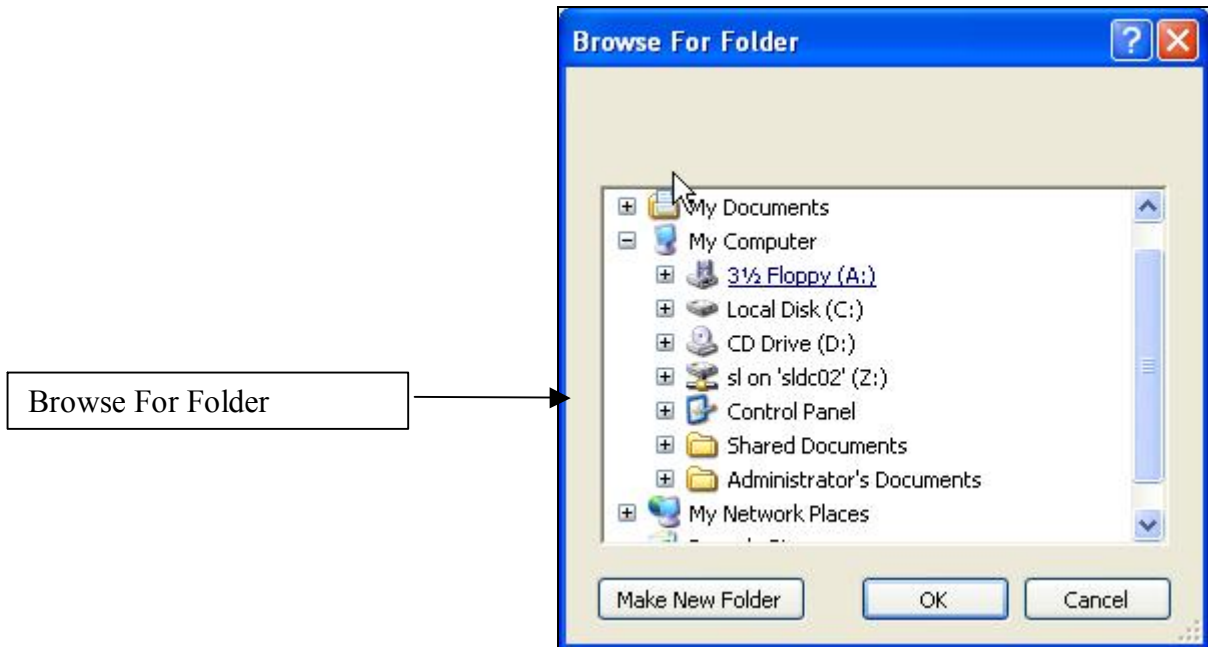 Browse For Folder
My Documents
My Computer
3½ Floppy (A:)
Local Disk (C:)
CD Drive (D:)
sl on 'sldc02' (Z:)
Browse For Folder
Control Panel
Shared Documents
Administrator's Documents
My Network Places
Make New Folder OK Cancel